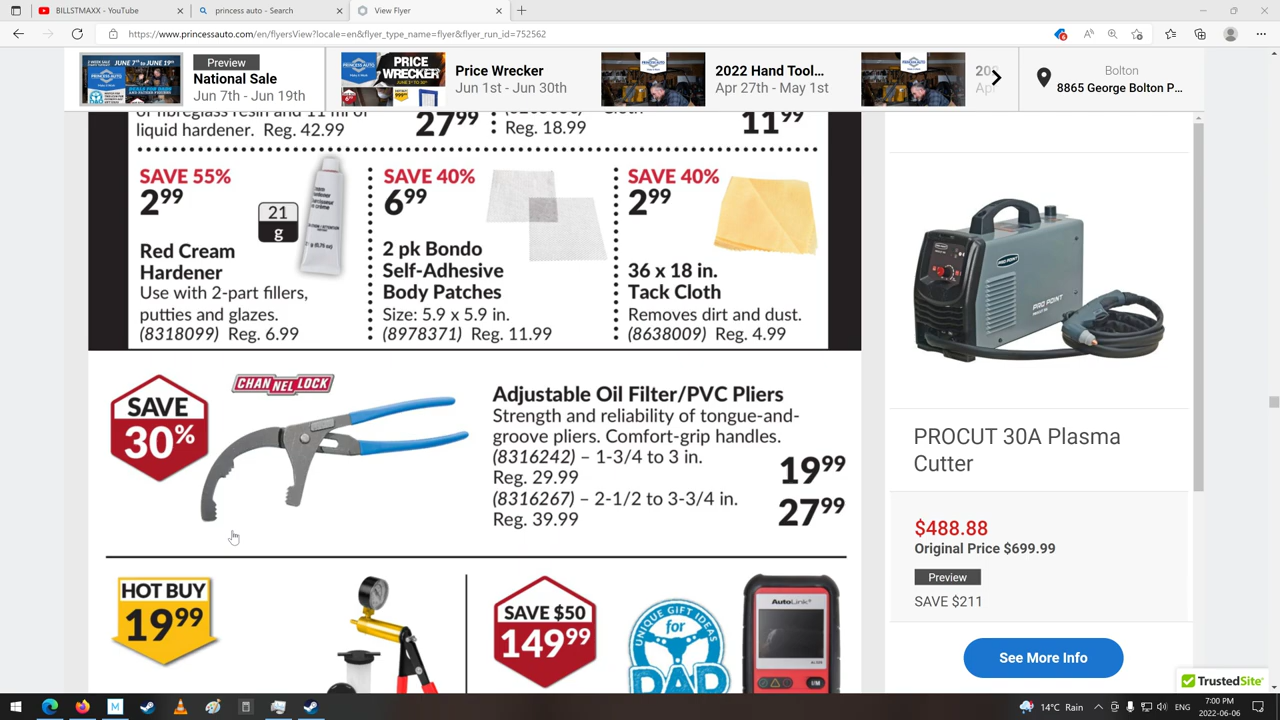 BILLSTMAXX - YouTube
princess auto - Search
View Flyer
https://www.princessauto.com/en/flyersView?locale=en&flyer_type_name=flyer&flyer_run_id=752562
Preview
National Sale
Jun 7th - Jun 19th
Price Wrecker
Jun 1st - Jun 30th
2022 Hand Tool...
Apr 27th - May 1st
Bolton
8865 George Bolton P...
liquid hardener. Reg. 42.99
27 99
Reg. 18.99
11 99
SAVE 55%
2 99
21
g
Red Cream
Hardener
Use with 2-part fillers,
putties and glazes.
(8318099) Reg. 6.99
SAVE 40%
6 99
2 pk Bondo
Self-Adhesive
Body Patches
Size: 5.9 x 5.9 in.
(8978371) Reg. 11.99
SAVE 40%
2 99
36 x 18 in.
Tack Cloth
Removes dirt and dust.
(8638009) Reg. 4.99
SAVE
30%
CHANNELLOCK
Adjustable Oil Filter/PVC Pliers
Strength and reliability of tongue-and-
groove pliers. Comfort-grip handles.
(8316242) – 1-3/4 to 3 in.
Reg. 29.99
19 99
(8316267) – 2-1/2 to 3-3/4 in.
Reg. 39.99
27 99
HOT BUY
19 99
SAVE $50
149 99
UNIQUE GIFT IDEAS
for
DAD
AutoLink
PRO POINT
PROCUT 30A Plasma
Cutter
$488.88
Original Price $699.99
Preview
SAVE $211
See More Info
TrustedSite
14°C Rain
ENG
7:00 PM
2022-06-06